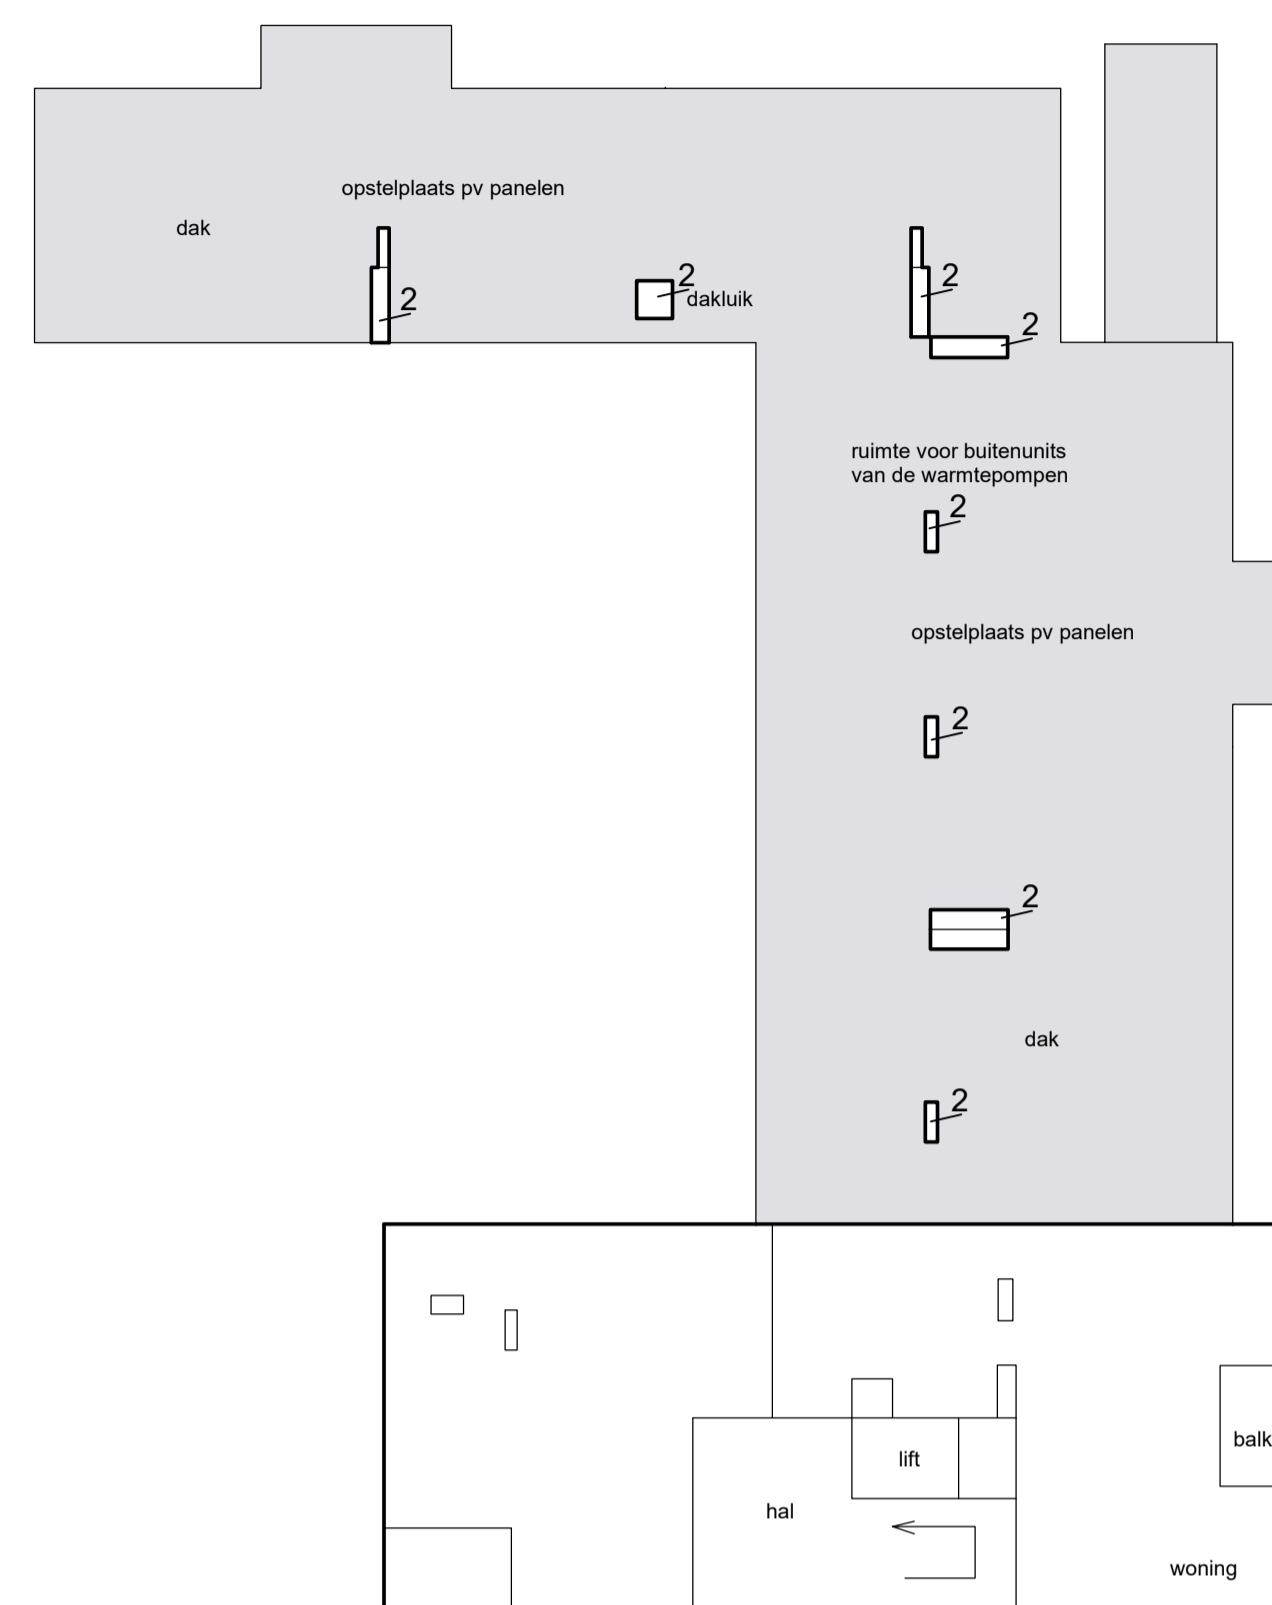 opstelplaats pv panelen
dak
2
2
dakluik
2
2
ruimte voor buitenunits
van de warmtepompen
2
opstelplaats pv panelen
2
2
dak
2
balk
lift
hal
woning